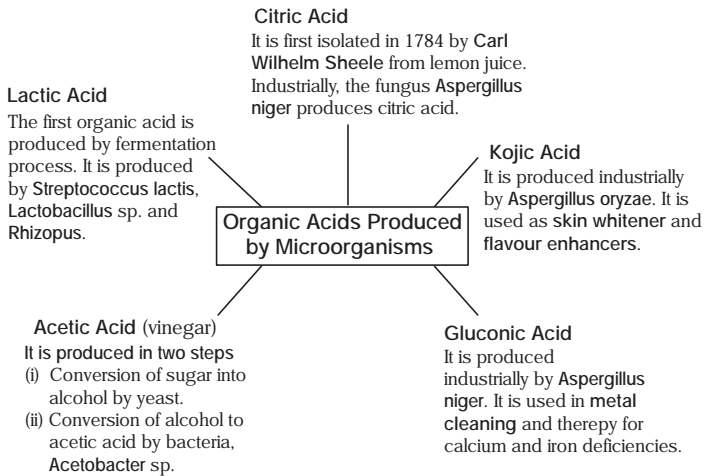 Citric Acid
It is first isolated in 1784 by Carl
Wilhelm Sheele from lemon juice.
Industrially, the fungus Aspergillus
niger produces citric acid.
Lactic Acid
The first organic acid is
produced by fermentation
process. It is produced
by Streptococcus lactis,
Lactobacillus sp. and
Rhizopus.
Kojic Acid
It is produced industrially
by Aspergillus oryzae. It is
used as skin whitener and
flavour enhancers.
Organic Acids Produced
by Microorganisms
Acetic Acid (vinegar)
It is produced in two steps
(i) Conversion of sugar into
alcohol by yeast.
(ii) Conversion of alcohol to
acetic acid by bacteria,
Acetobacter sp.
Gluconic Acid
It is produced
industrially by Aspergillus
niger. It is used in metal
cleaning and therepy for
calcium and iron deficiencies.